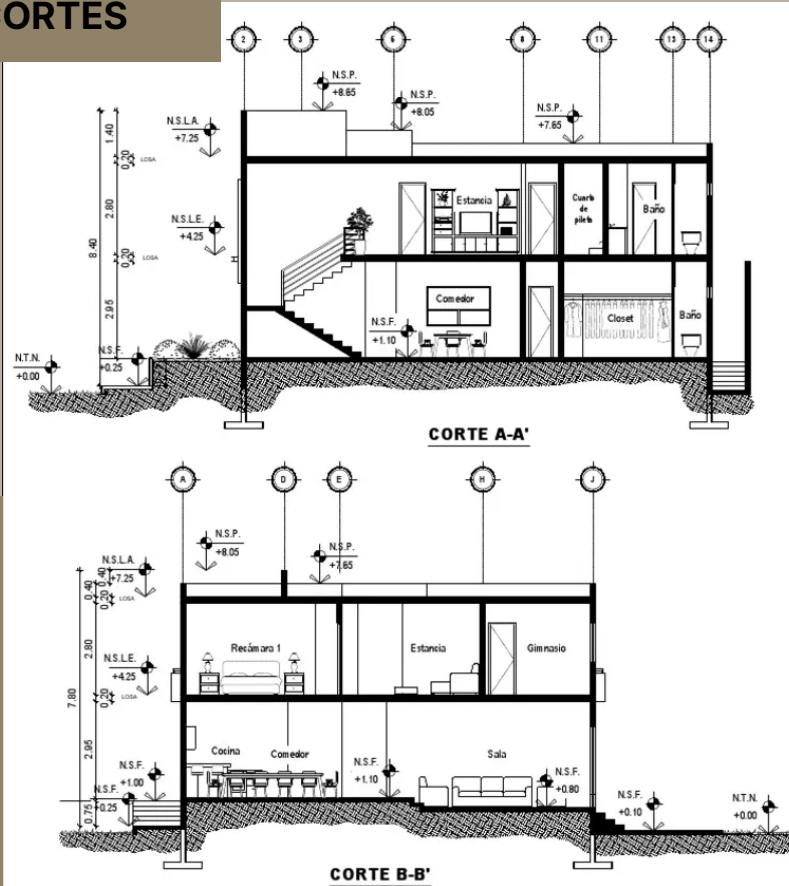 CORTES
2 3 6 8 11 13 14
N.S.P.
+8.65
N.S.P.
+8.05
N.S.P.
+7.65
N.S.L.A.
+7.25
1.40
0.20
LOSA
Estancia
Cuarto
de
pileta
Baño
2.80
N.S.L.E.
+4.25
8.40
0.20
LOSA
H
Comedor
2.95
N.S.F.
+1.10
Closet
Baño
N.T.N.
+0.00
N.S.F.
+0.25
CORTE A-A'
A D E H J
N.S.P.
+8.05
N.S.P.
+7.65
N.S.L.A.
+7.25
0.40
0.40
0.20
LOSA
2.80
Recámara 1
Estancia
Gimnasio
N.S.L.E.
+4.25
7.80
0.20
LOSA
2.95
Cocina
Comedor
Sala
N.S.F.
+1.10
N.S.F.
+1.00
N.S.F.
+0.80
N.S.F.
+0.25
N.S.F.
+0.10
N.T.N.
+0.00
0.75
CORTE B-B'